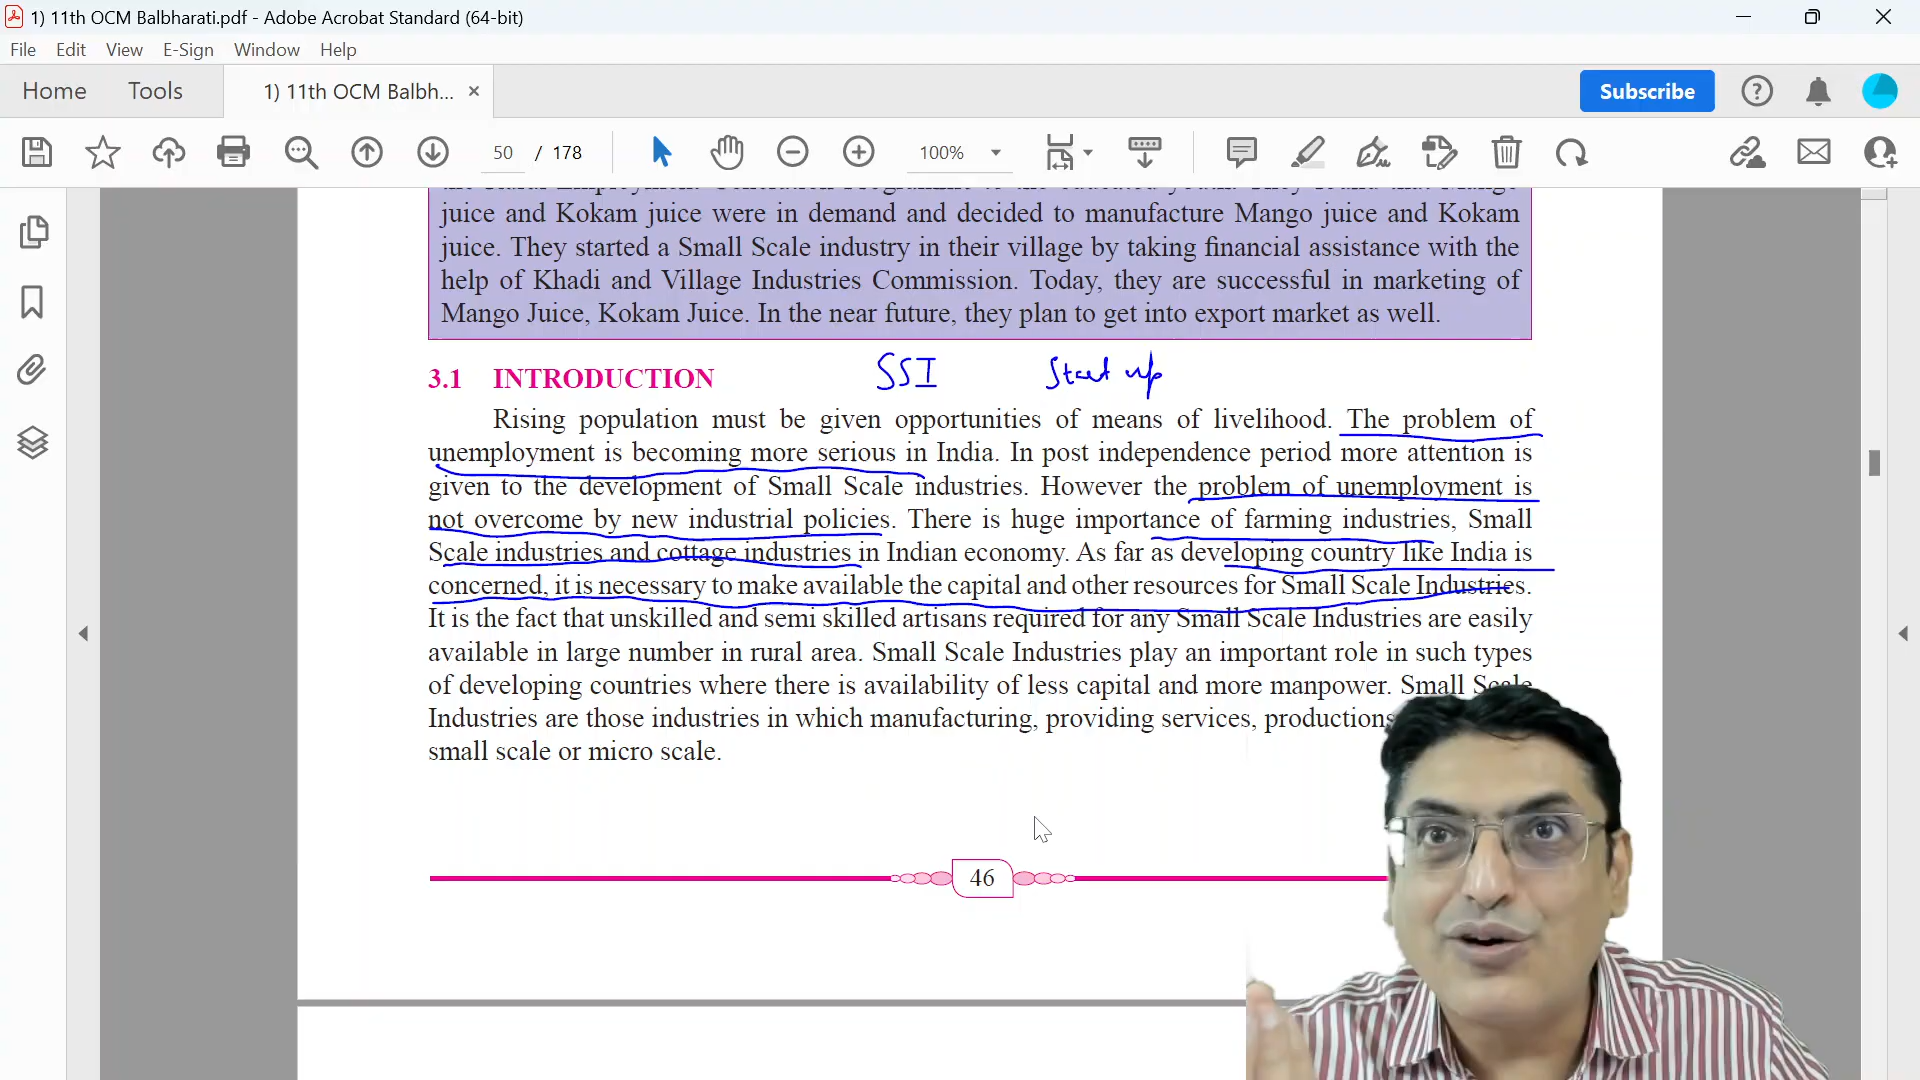 1) 11th OCM Balbharati.pdf - Adobe Acrobat Standard (64-bit)
File Edit View E-Sign Window Help
Home Tools 1) 11th OCM Balbh... × Subscribe
50 / 178 100%
juice and Kokam juice were in demand and decided to manufacture Mango juice and Kokam
juice. They started a Small Scale industry in their village by taking financial assistance with the
help of Khadi and Village Industries Commission. Today, they are successful in marketing of
Mango Juice, Kokam Juice. In the near future, they plan to get into export market as well.
3.1 INTRODUCTION SSI Start up
Rising population must be given opportunities of means of livelihood. The problem of
unemployment is becoming more serious in India. In post independence period more attention is
given to the development of Small Scale industries. However the problem of unemployment is
not overcome by new industrial policies. There is huge importance of farming industries, Small
Scale industries and cottage industries in Indian economy. As far as developing country like India is
concerned, it is necessary to make available the capital and other resources for Small Scale Industries.
It is the fact that unskilled and semi skilled artisans required for any Small Scale Industries are easily
available in large number in rural area. Small Scale Industries play an important role in such types
of developing countries where there is availability of less capital and more manpower. Small Scale
Industries are those industries in which manufacturing, providing services, productions
small scale or micro scale.
46